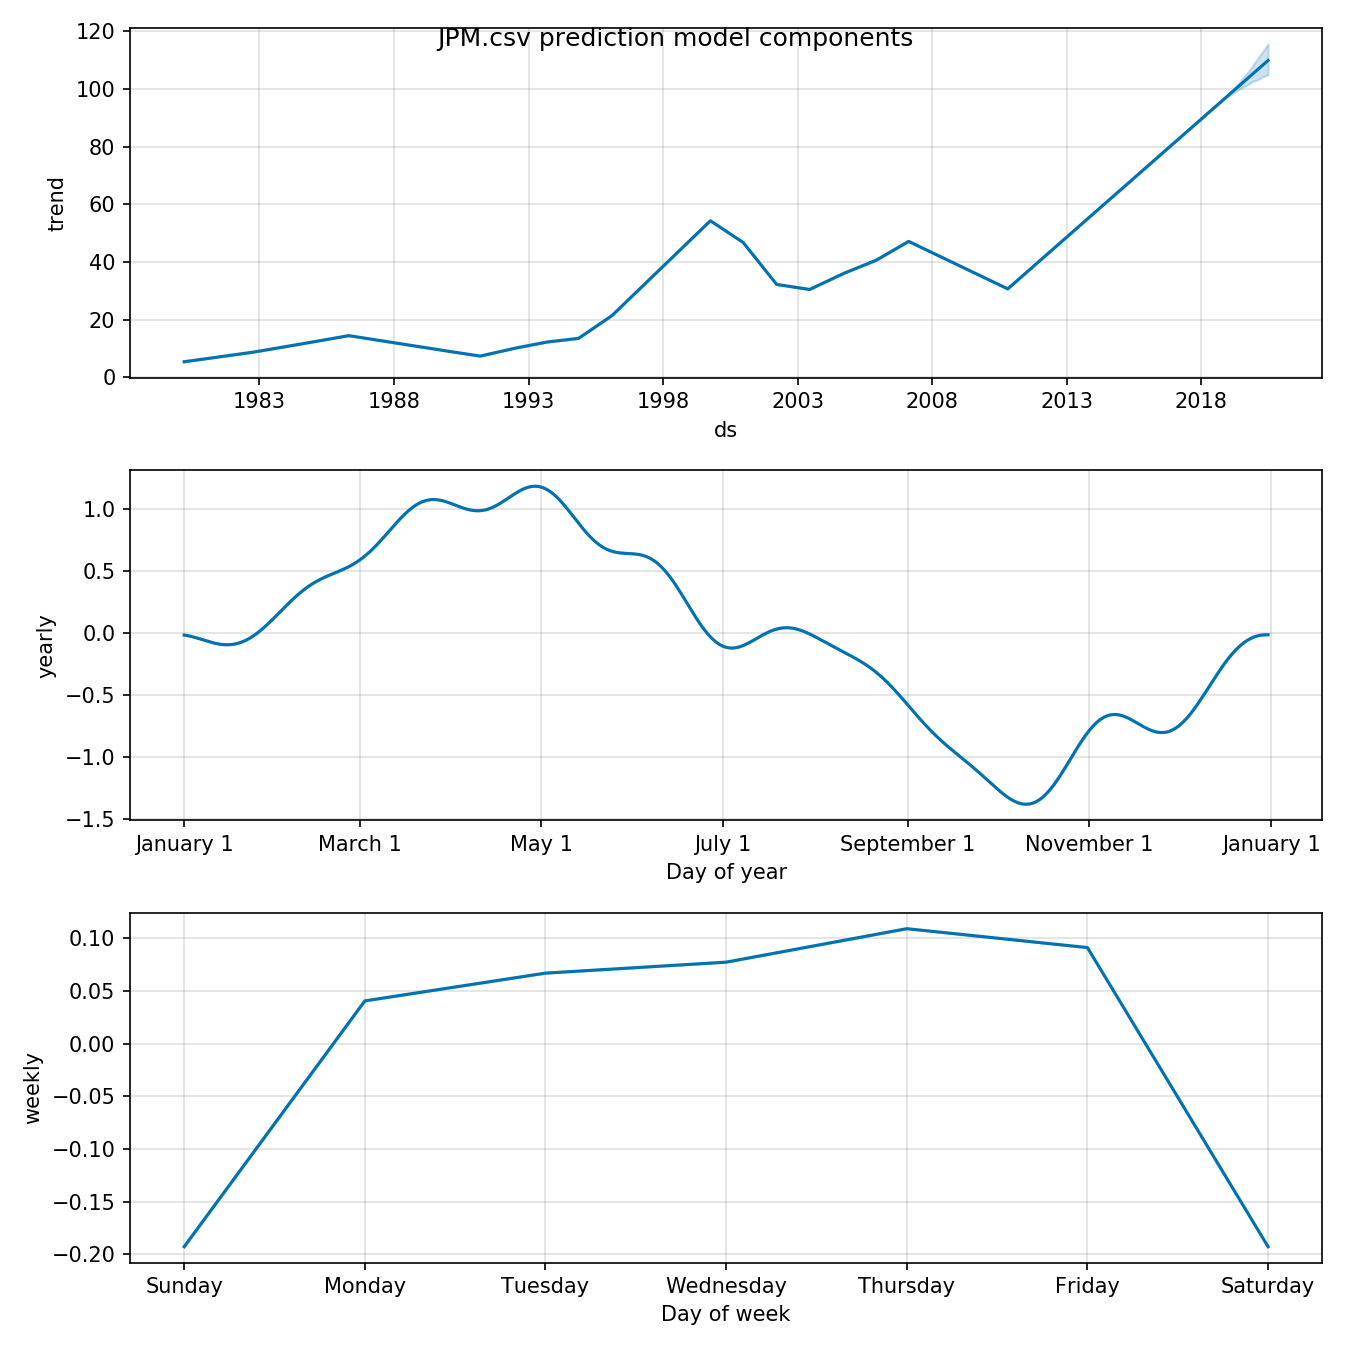 JPM.csv prediction model components
120
100
80
60
40
20
0
trend
1983 1988 1993 1998 2003 2008 2013 2018
ds
1.0
0.5
0.0
−0.5
−1.0
−1.5
yearly
January 1 March 1 May 1 July 1 September 1 November 1 January 1
Day of year
0.10
0.05
0.00
−0.05
−0.10
−0.15
−0.20
weekly
Sunday Monday Tuesday Wednesday Thursday Friday Saturday
Day of week